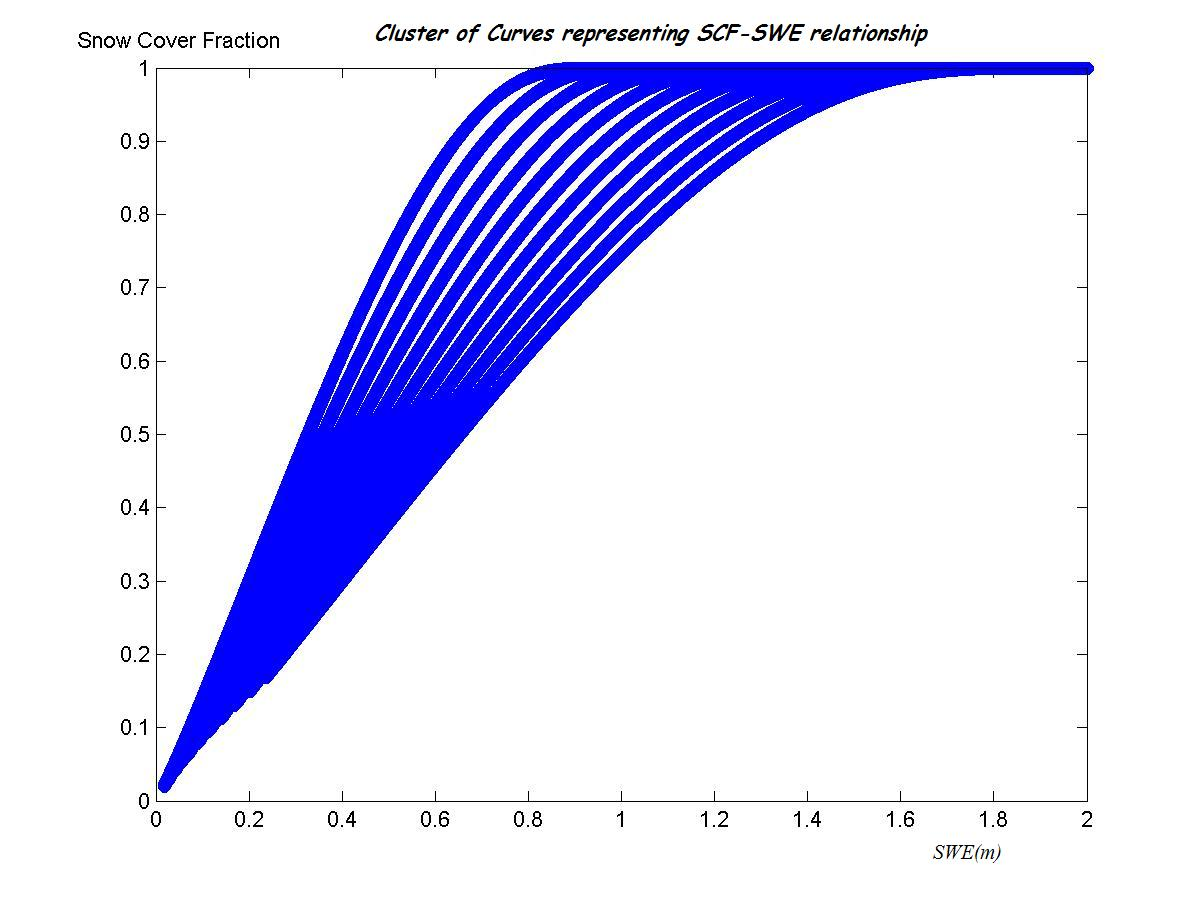 Cluster of Curves representing SCF-SWE relationship
Snow Cover Fraction
1
0.9
0.8
0.7
0.6
0.5
0.4
0.3
0.2
0.1
0
0 0.2 0.4 0.6 0.8 1 1.2 1.4 1.6 1.8 2
SWE(m)